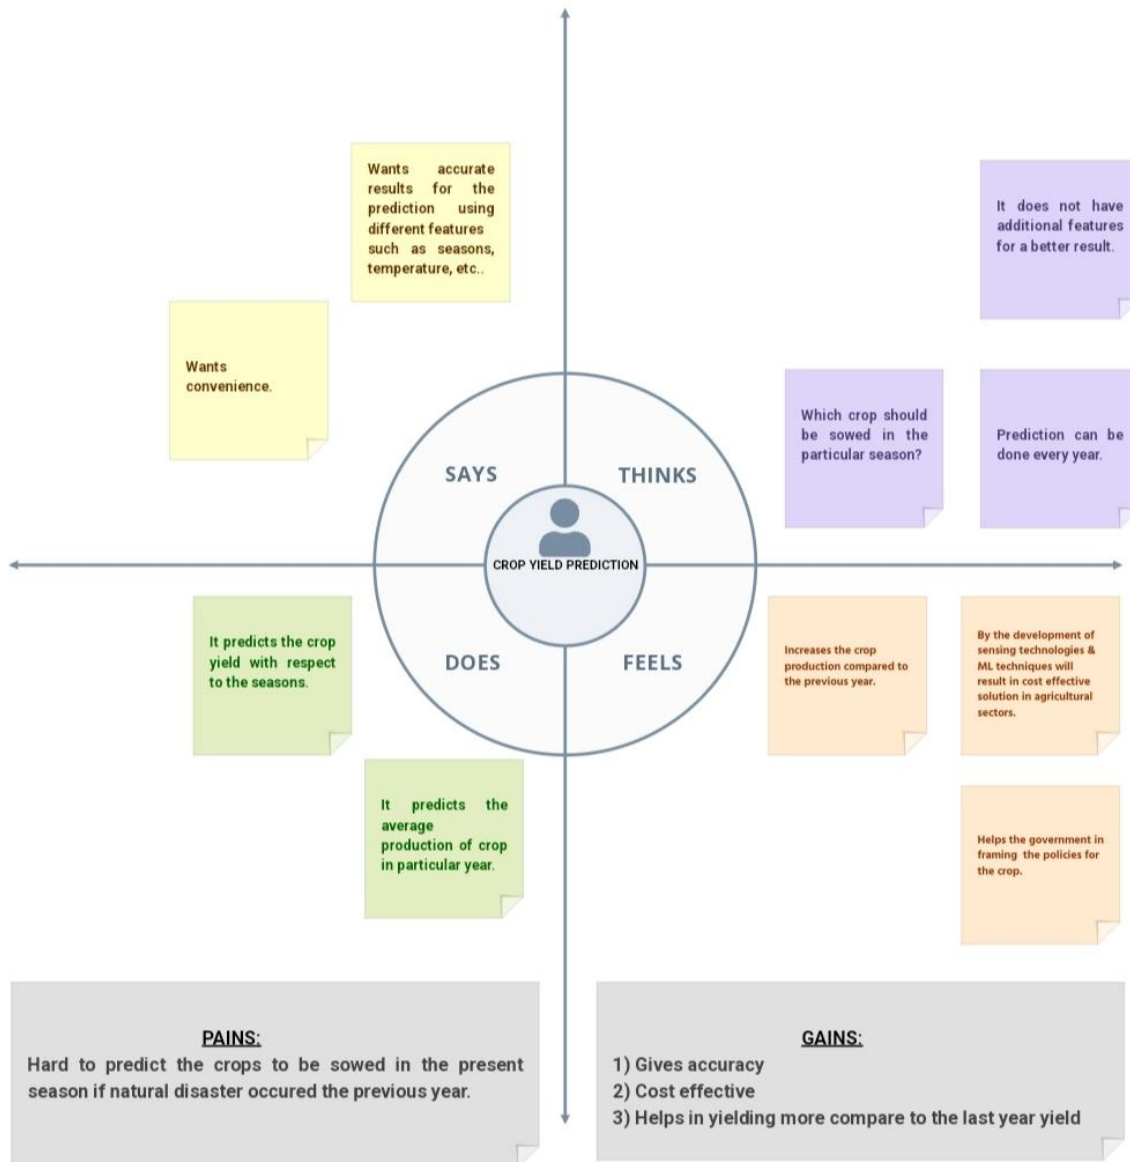 Wants accurate
results for the
prediction using
different features
such as seasons,
temperature, etc..
Wants
convenience.
It does not have
additional features
for a better result.
Which crop should
be sowed in the
particular season?
Prediction can be
done every year.
SAYS
THINKS
CROP YIELD PREDICTION
DOES
FEELS
It predicts the crop
yield with respect
to the seasons.
It predicts the
average
production of crop
in particular year.
Increases the crop
production compared to
the previous year.
By the development of
sensing technologies &
ML techniques will
result in cost effective
solution in agricultural
sectors.
Helps the government in
framing the policies for
the crop.
PAINS:
Hard to predict the crops to be sowed in the present
season if natural disaster occured the previous year.
GAINS:
1) Gives accuracy
2) Cost effective
3) Helps in yielding more compare to the last year yield